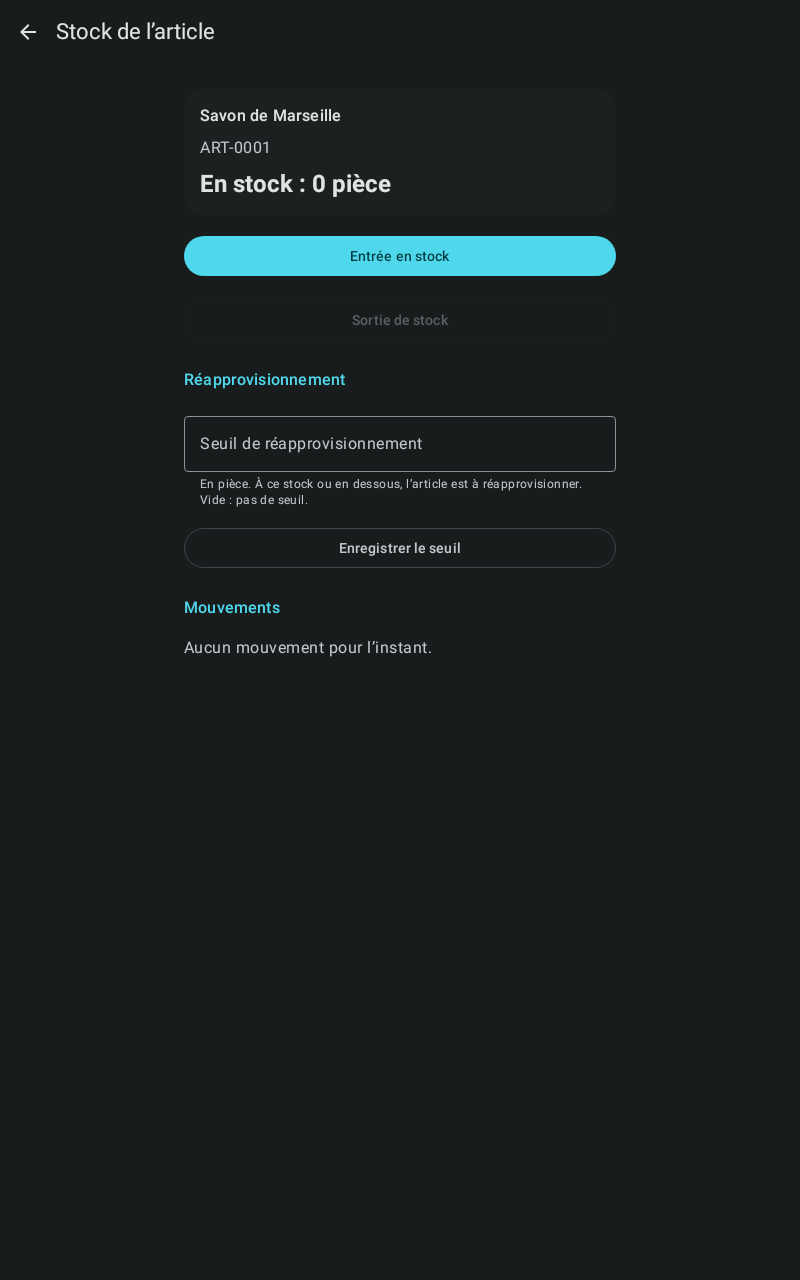 Stock de l’article
Savon de Marseille
ART-0001
En stock : 0 pièce
Entrée en stock
Sortie de stock
Réapprovisionnement
Seuil de réapprovisionnement
En pièce. À ce stock ou en dessous, l’article est à réapprovisionner.
Vide : pas de seuil.
Enregistrer le seuil
Mouvements
Aucun mouvement pour l’instant.